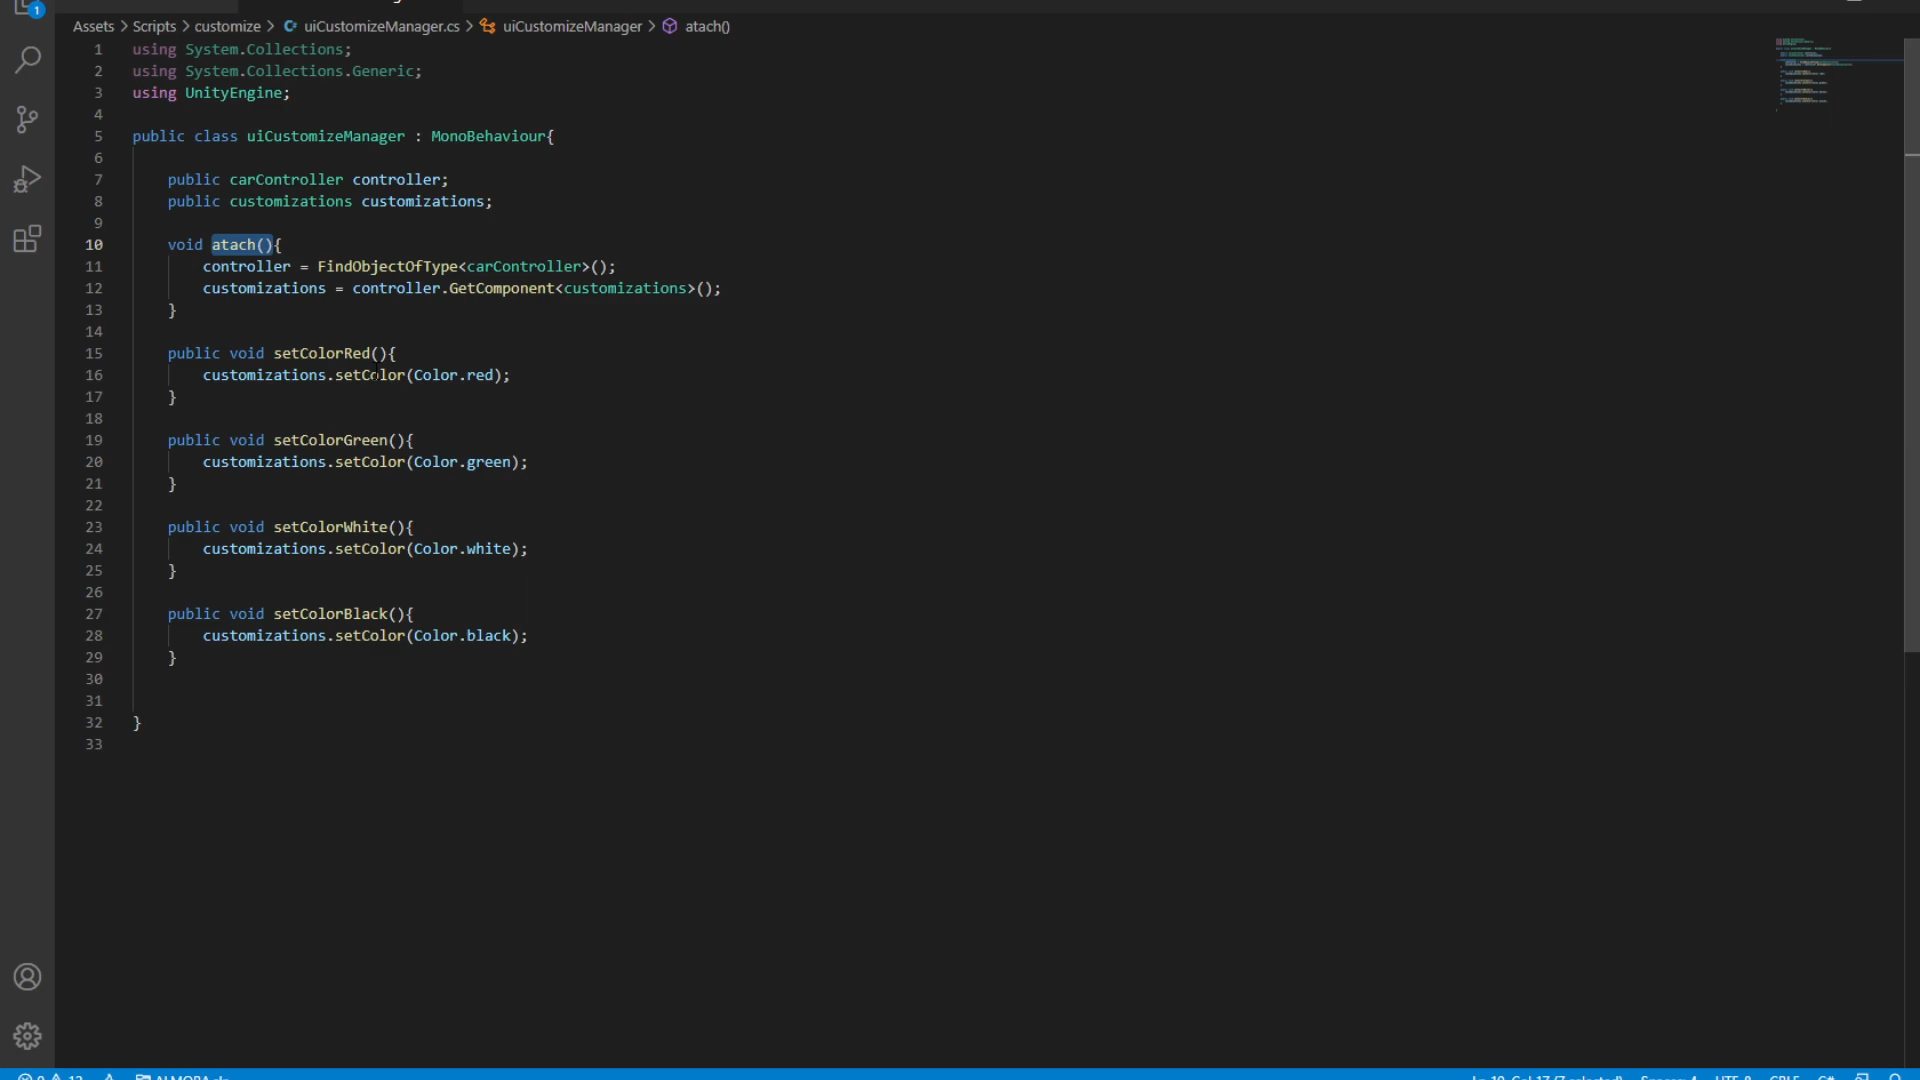 1
Assets > Scripts > customize > uiCustomizeManager.cs > uiCustomizeManager > atach()
1 using System.Collections;
2 using System.Collections.Generic;
3 using UnityEngine;
4
5 public class uiCustomizeManager : MonoBehaviour{
6
7 public carController controller;
8 public customizations customizations;
9
10 void atach(){
11 controller = FindObjectOfType<carController>();
12 customizations = controller.GetComponent<customizations>();
13 }
14
15 public void setColorRed(){
16 customizations.setColor(Color.red);
17 }
18
19 public void setColorGreen(){
20 customizations.setColor(Color.green);
21 }
22
23 public void setColorWhite(){
24 customizations.setColor(Color.white);
25 }
26
27 public void setColorBlack(){
28 customizations.setColor(Color.black);
29 }
30
31
32 }
33